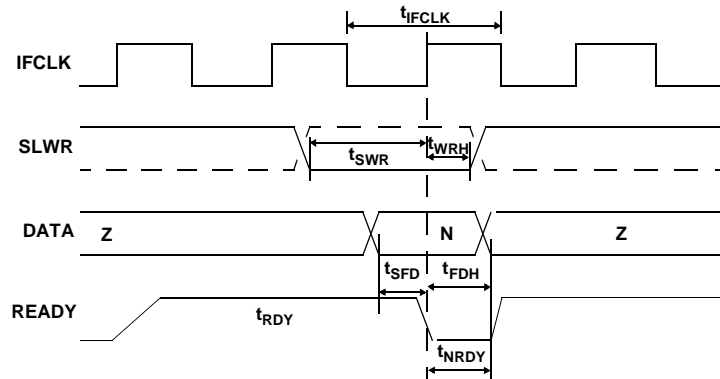 tIFCLK
IFCLK
SLWR
tSWR
tWRH
DATA
Z
N
Z
tSFD
tFDH
READY
tRDY
tNRDY